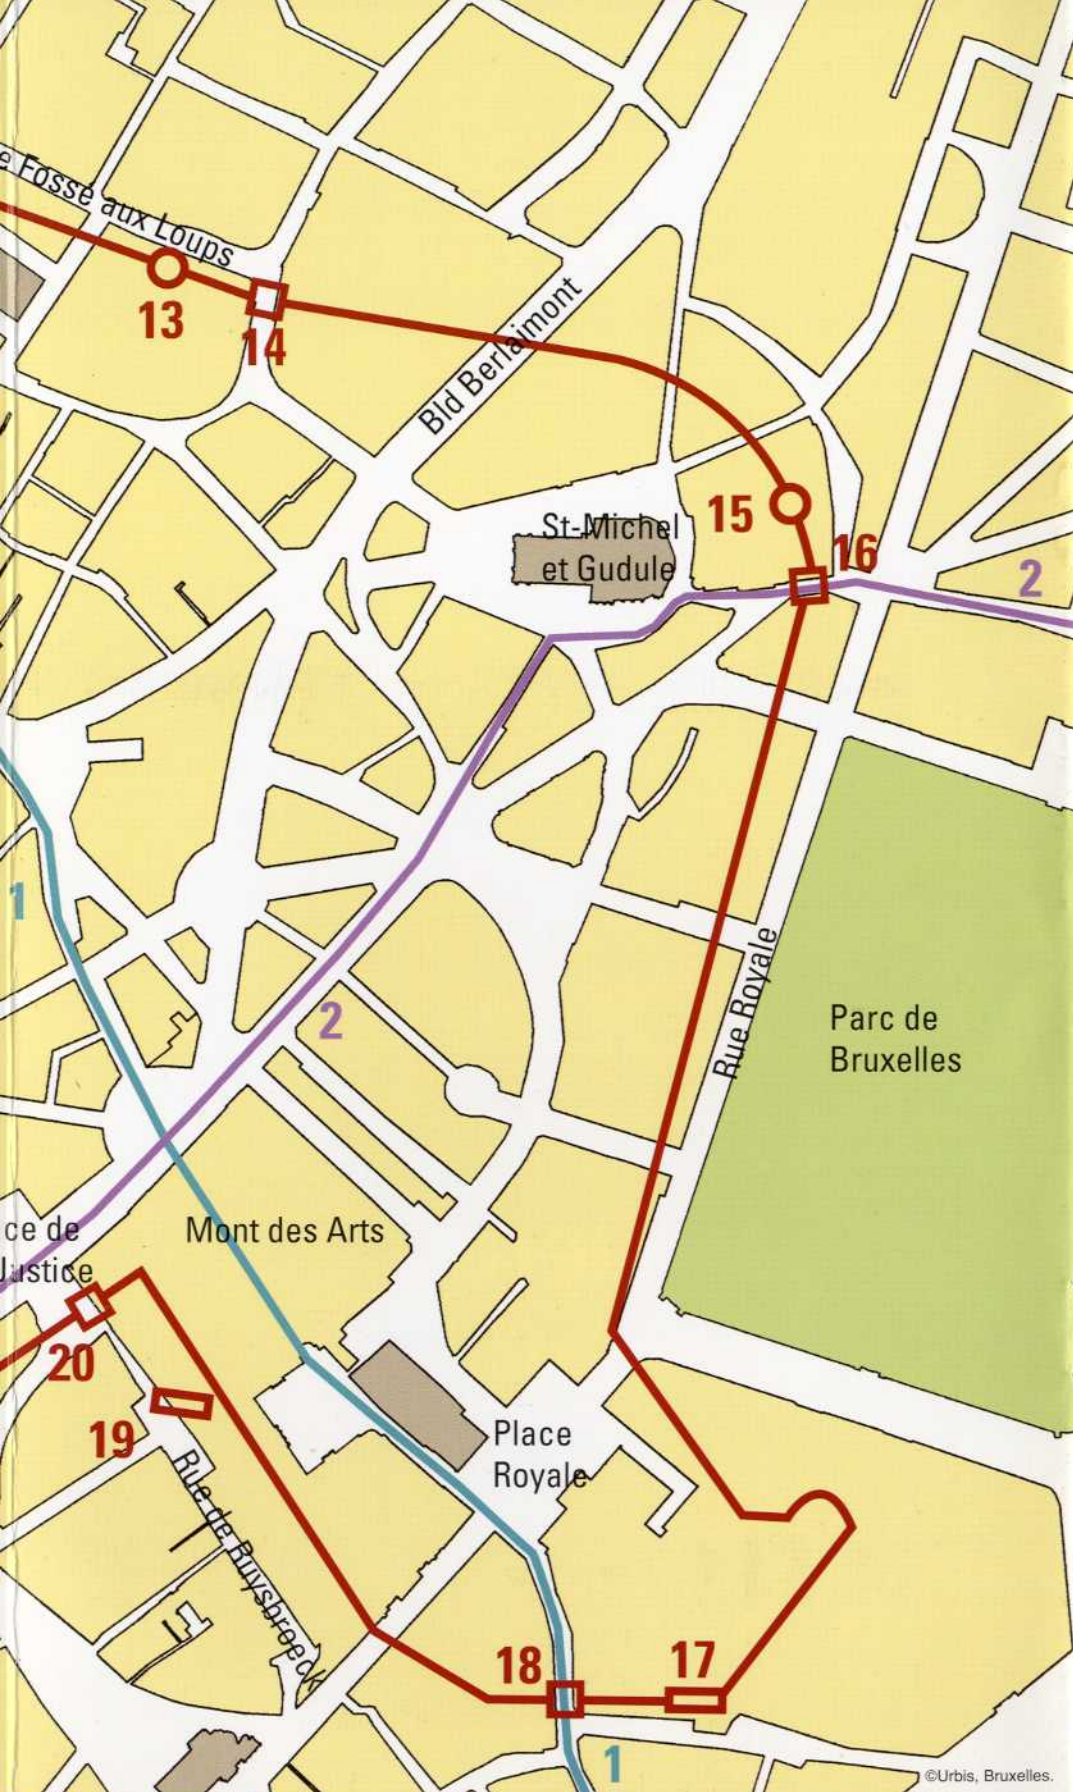 e Fossé aux Loups
13
14
Bld Berlaimont
15
St-Michel
et Gudule
16
2
1
Rue Royale
2
Parc de
Bruxelles
ce de
Justice
Mont des Arts
20
19
Place
Royale
Rue de Ruysbroeck
18
17
1
©Urbis, Bruxelles.